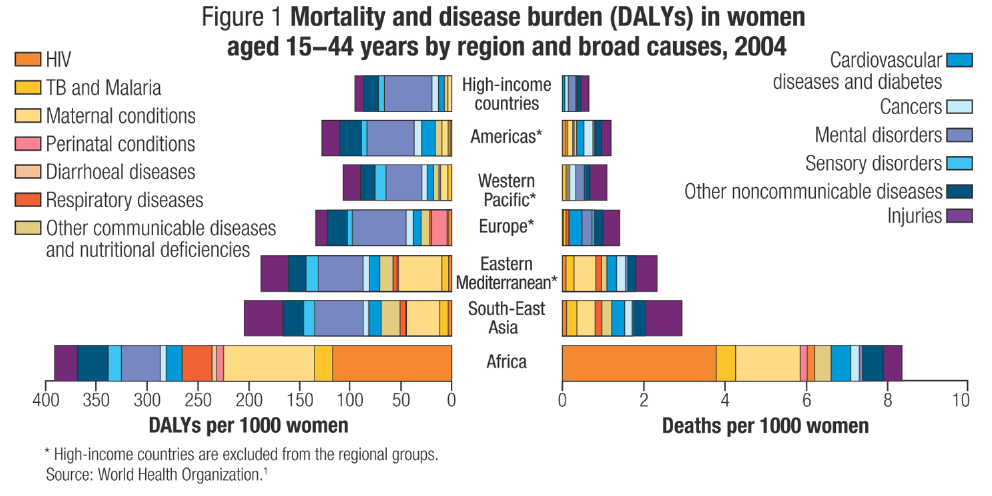 Figure 1 Mortality and disease burden (DALYs) in women
aged 15–44 years by region and broad causes, 2004
HIV
TB and Malaria
Maternal conditions
Perinatal conditions
Diarrhoeal diseases
Respiratory diseases
Other communicable diseases
and nutritional deficiencies
High-income
countries
Americas*
Western
Pacific*
Europe*
Eastern
Mediterranean*
South-East
Asia
Africa
Cardiovascular
diseases and diabetes
Cancers
Mental disorders
Sensory disorders
Other noncommunicable diseases
Injuries
400 350 300 250 200 150 100 50 0
DALYs per 1000 women
0 2 4 6 8 10
Deaths per 1000 women
* High-income countries are excluded from the regional groups.
Source: World Health Organization.¹